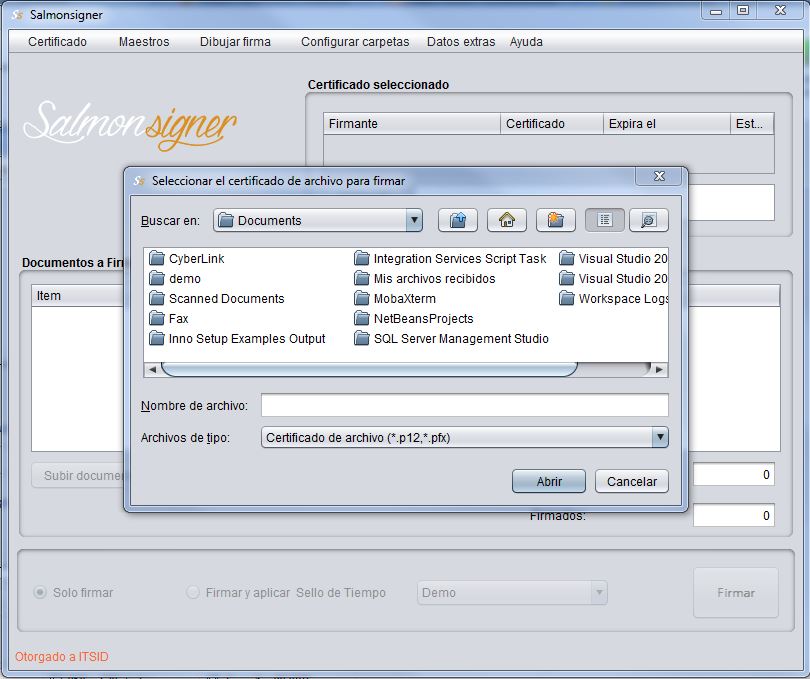 Salmonsigner
Certificado Maestros Dibujar firma Configurar carpetas Datos extras Ayuda
Salmonsigner
Certificado seleccionado
Firmante Certificado Expira el Est...
Seleccionar el certificado de archivo para firmar
Buscar en: Documents
CyberLink Integration Services Script Task Visual Studio 20
demo Mis archivos recibidos Visual Studio 20
Scanned Documents MobaXterm Workspace Logs
Fax NetBeansProjects
Inno Setup Examples Output SQL Server Management Studio
Nombre de archivo:
Archivos de tipo: Certificado de archivo (*.p12,*.pfx)
Abrir Cancelar
Documentos a Fir
Item
Subir documen 0
Firmados: 0
Solo firmar Firmar y aplicar Sello de Tiempo Demo Firmar
Otorgado a ITSID